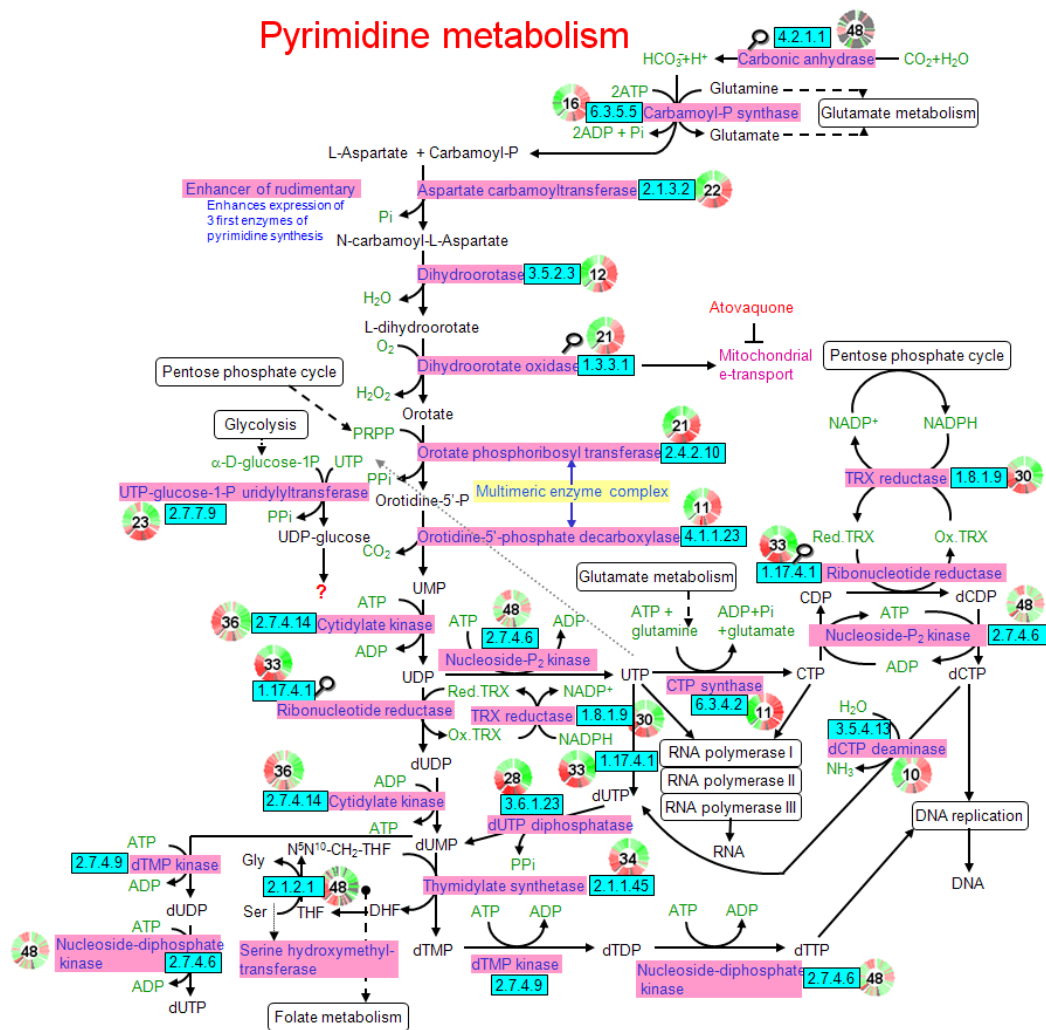 Pyrimidine metabolism
4.2.1.1
48
HCO₃⁻+H⁺
Carbonic anhydrase
CO₂+H₂O
2ATP
Glutamine
16
6.3.5.5
Carbamoyl-P synthase
Glutamate metabolism
2ADP + Pi
Glutamate
L-Aspartate + Carbamoyl-P
Enhancer of rudimentary
Aspartate carbamoyltransferase
2.1.3.2
22
Enhances expression of
3 first enzymes of
pyrimidine synthesis
Pi
N-carbamoyl-L-Aspartate
Dihydroorotase
3.5.2.3
12
H₂O
L-dihydroorotate
Atovaquone
O₂
21
Dihydroorotate oxidase
1.3.3.1
Mitochondrial
e-transport
Pentose phosphate cycle
Pentose phosphate cycle
H₂O₂
Orotate
Glycolysis
PRPP
21
NADP⁺
NADPH
Orotate phosphoribosyl transferase
2.4.2.10
α-D-glucose-1P
UTP
PPi
TRX reductase
1.8.1.9
30
UTP-glucose-1-P uridylyltransferase
Multimeric enzyme complex
Orotidine-5'-P
23
2.7.7.9
PPi
11
UDP-glucose
Orotidine-5'-phosphate decarboxylase
4.1.1.23
Red.TRX
Ox.TRX
CO₂
33
1.17.4.1
Ribonucleotide reductase
?
UMP
Glutamate metabolism
CDP
dCDP
ATP
36
2.7.4.14
Cytidylate kinase
ADP
48
ATP
2.7.4.6
ADP
Nucleoside-P₂ kinase
ATP +
glutamine
ADP+Pi
+glutamate
ATP
48
Nucleoside-P₂ kinase
2.7.4.6
ADP
33
UDP
UTP
CTP
dCTP
1.17.4.1
Ribonucleotide reductase
Red.TRX
NADP⁺
TRX reductase
1.8.1.9
30
Ox.TRX
NADPH
CTP synthase
6.3.4.2
11
H₂O
3.5.4.13
dCTP deaminase
NH₃
10
1.17.4.1
33
RNA polymerase I
RNA polymerase II
RNA polymerase III
dUDP
36
ADP
2.7.4.14
Cytidylate kinase
ATP
28
3.6.1.23
dUTP
dUTP diphosphatase
DNA replication
dUMP
PPi
RNA
DNA
ATP
2.7.4.9
dTMP kinase
ADP
Gly
N⁵N¹⁰-CH₂-THF
2.1.2.1
48
Thymidylate synthetase
2.1.1.45
34
dUDP
Ser
THF
DHF
ATP
ADP
ATP
ADP
ATP
48
Nucleoside-diphosphate
kinase
2.7.4.6
Serine hydroxymethyl-
transferase
dTMP
dTDP
dTTP
dTMP kinase
2.7.4.9
Nucleoside-diphosphate
kinase
2.7.4.6
48
ADP
dUTP
Folate metabolism